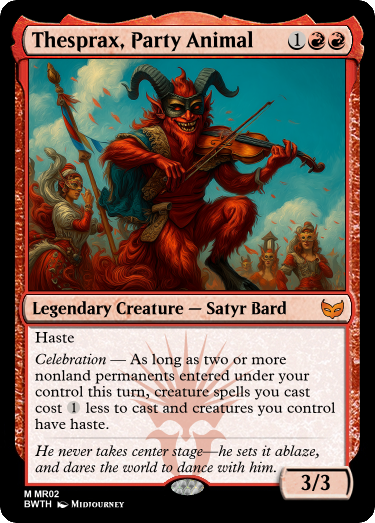 Thesprax, Party Animal 1
Legendary Creature — Satyr Bard
Haste
Celebration — As long as two or more
nonland permanents entered under your
control this turn, creature spells you cast
cost 1 less to cast and creatures you control
have haste.
He never takes center stage—he sets it ablaze,
and dares the world to dance with him.
3/3
M MR02
BWTH Midjourney